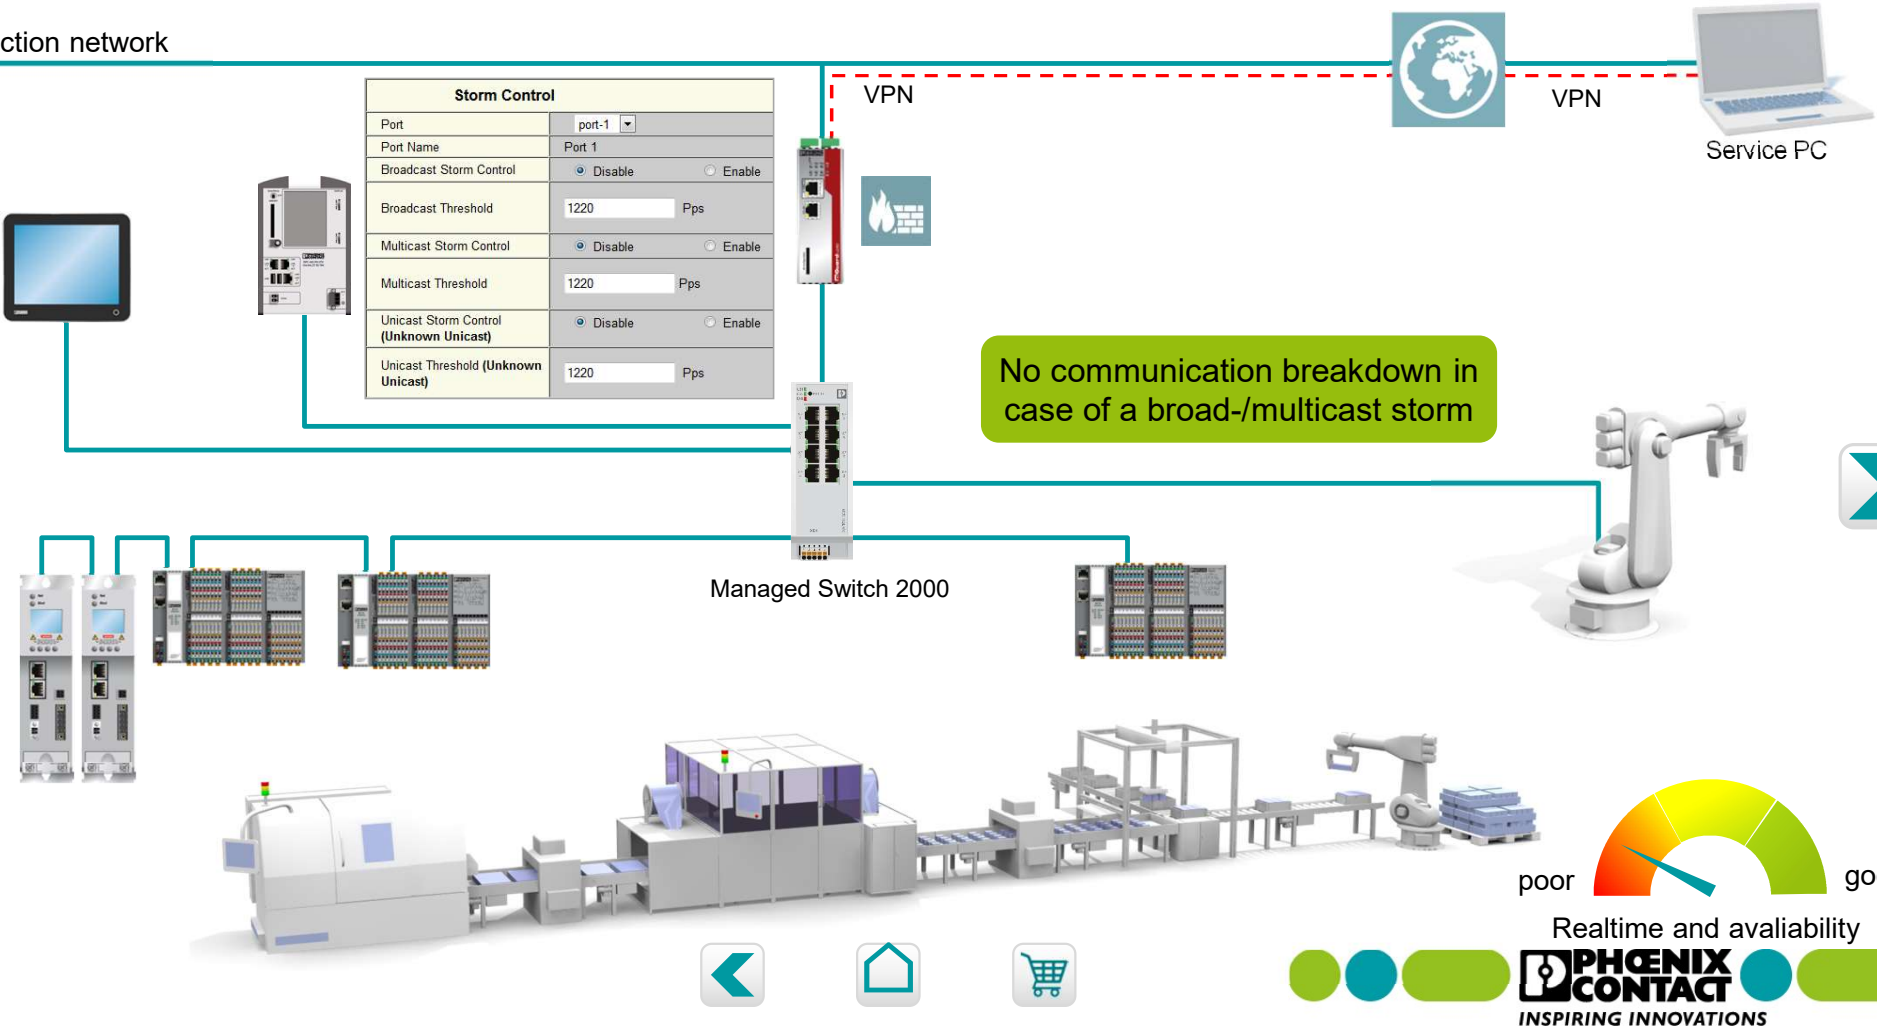 ction network
VPN
VPN
Service PC
Storm Control
Port port-1
Port Name Port 1
Broadcast Storm Control Disable Enable
Broadcast Threshold 1220 Pps
Multicast Storm Control Disable Enable
Multicast Threshold 1220 Pps
Unicast Storm Control
(Unknown Unicast) Disable Enable
Unicast Threshold (Unknown
Unicast) 1220 Pps
No communication breakdown in
case of a broad-/multicast storm
Managed Switch 2000
poor
goo
Realtime and avaliability
PHŒNIX
CONTACT
INSPIRING INNOVATIONS